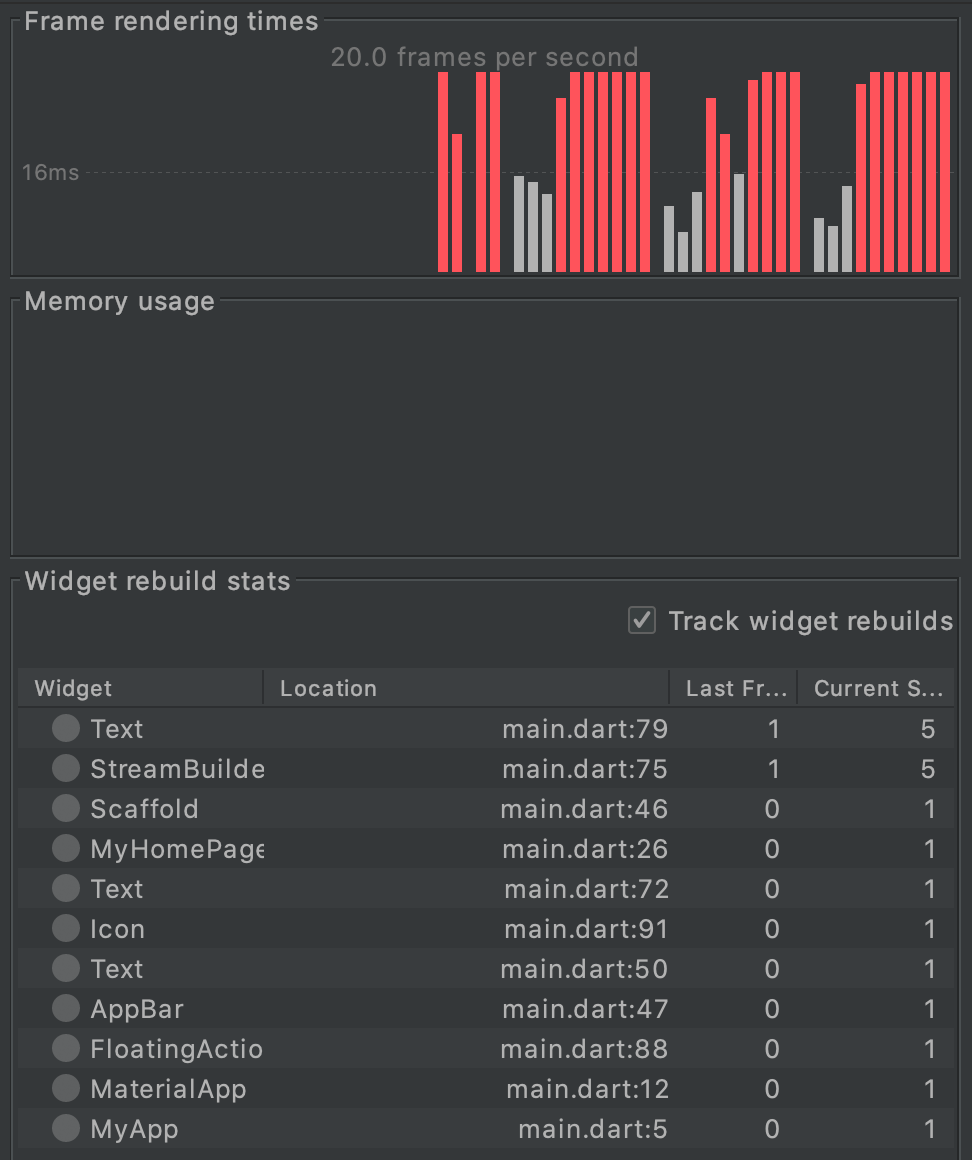 Frame rendering times
20.0 frames per second
16ms
Memory usage
Widget rebuild stats
Track widget rebuilds
Widget Location Last Fr... Current S...
Text main.dart:79 1 5
StreamBuilde main.dart:75 1 5
Scaffold main.dart:46 0 1
MyHomePage main.dart:26 0 1
Text main.dart:72 0 1
Icon main.dart:91 0 1
Text main.dart:50 0 1
AppBar main.dart:47 0 1
FloatingActio main.dart:88 0 1
MaterialApp main.dart:12 0 1
MyApp main.dart:5 0 1